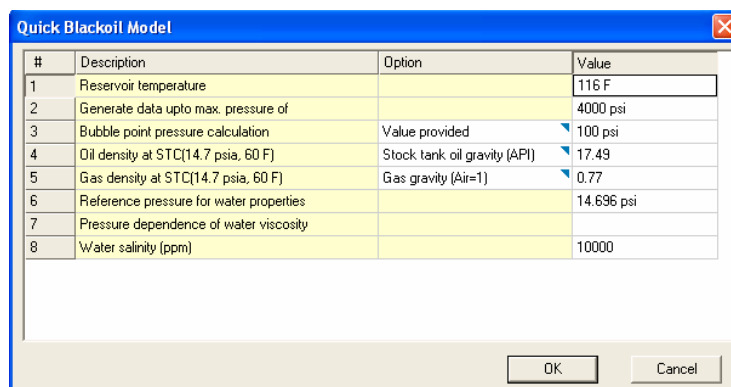 Quick Blackoil Model
# Description Option Value
1 Reservoir temperature 116 F
2 Generate data upto max. pressure of 4000 psi
3 Bubble point pressure calculation Value provided 100 psi
4 Oil density at STC(14.7 psia, 60 F) Stock tank oil gravity (API) 17.49
5 Gas density at STC(14.7 psia, 60 F) Gas gravity (Air=1) 0.77
6 Reference pressure for water properties 14.696 psi
7 Pressure dependence of water viscosity
8 Water salinity (ppm) 10000
OK Cancel